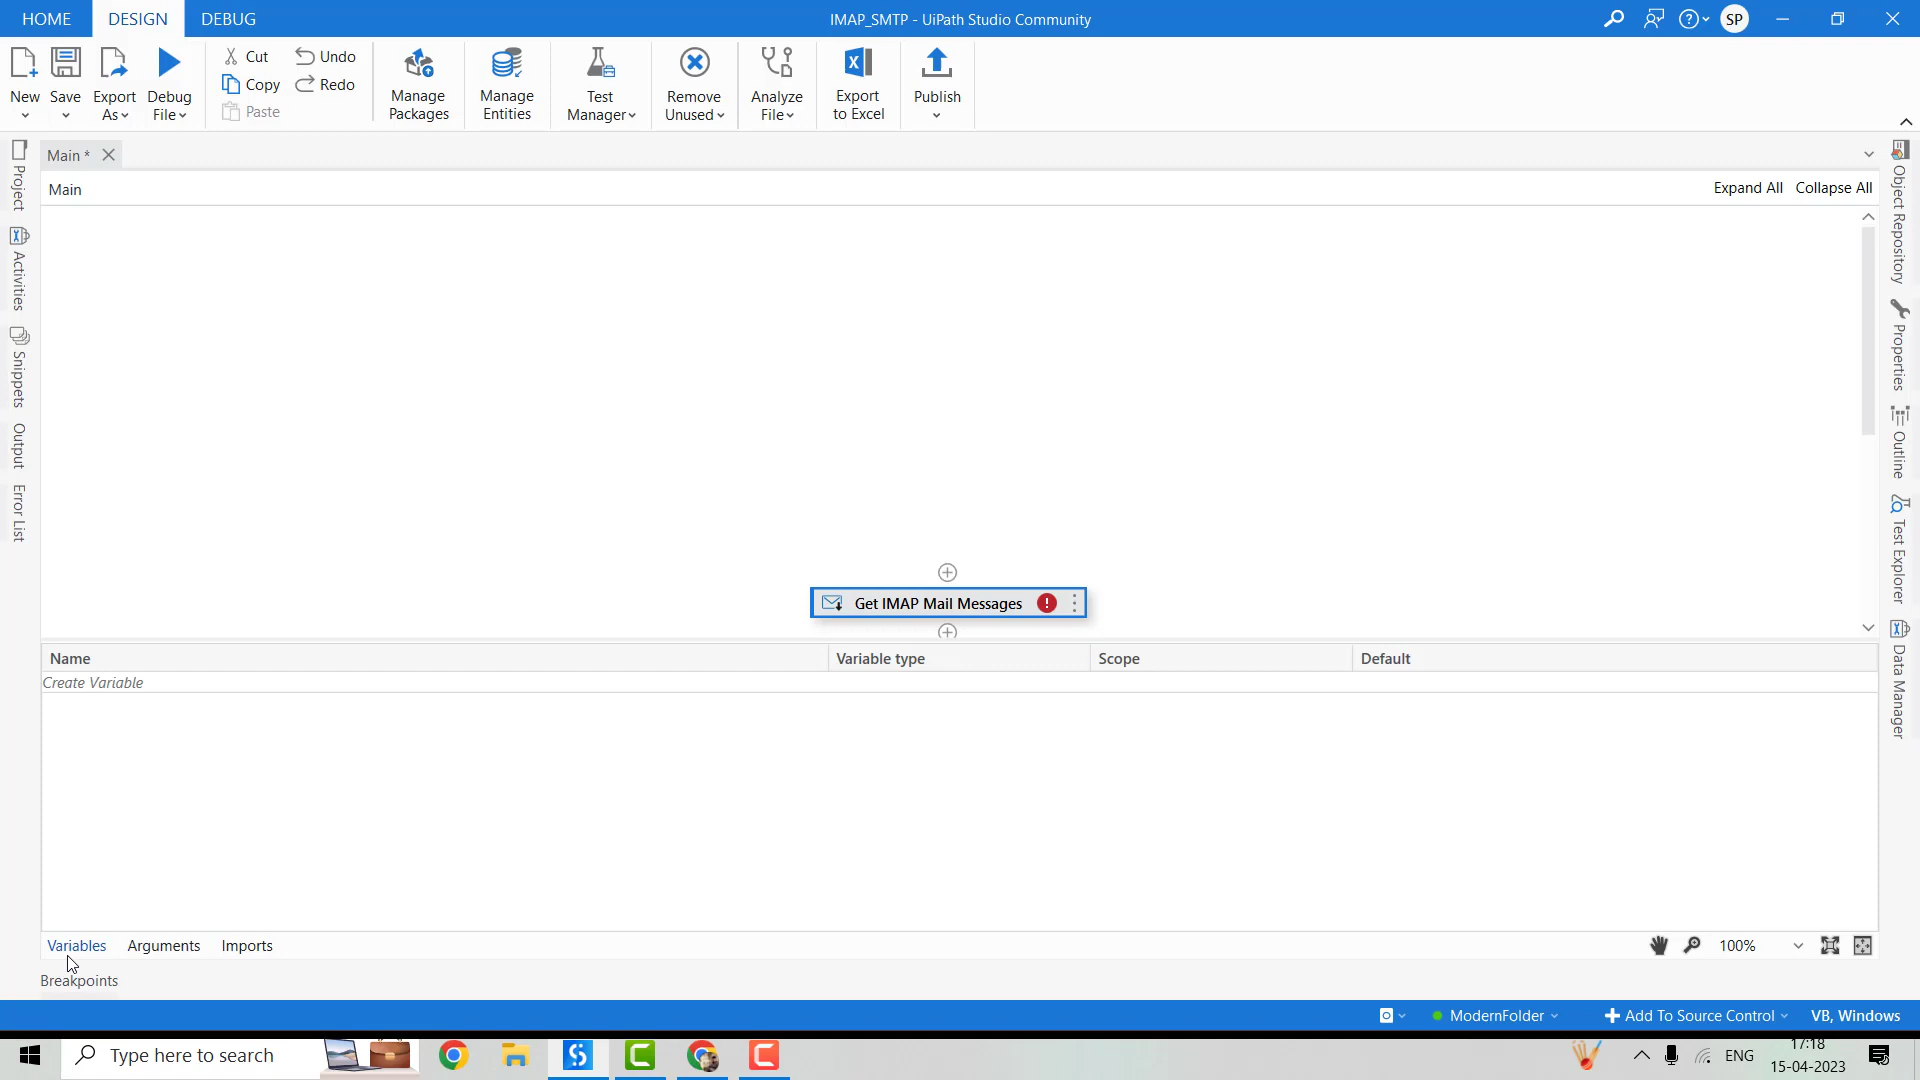 HOME DESIGN DEBUG IMAP_SMTP - UiPath Studio Community SP
New Save Export As Debug File Cut Copy Paste Undo Redo Manage Packages Manage Entities Test Manager Remove Unused Analyze File Export to Excel Publish
Main *
Main Expand All Collapse All
Project
Activities
Snippets
Output
Error List
Object Repository
Properties
Outline
Test Explorer
Data Manager
Get IMAP Mail Messages
Name Variable type Scope Default
Create Variable
Variables Arguments Imports 100%
Breakpoints
ModernFolder Add To Source Control VB, Windows
Type here to search ENG 17:18
15-04-2023